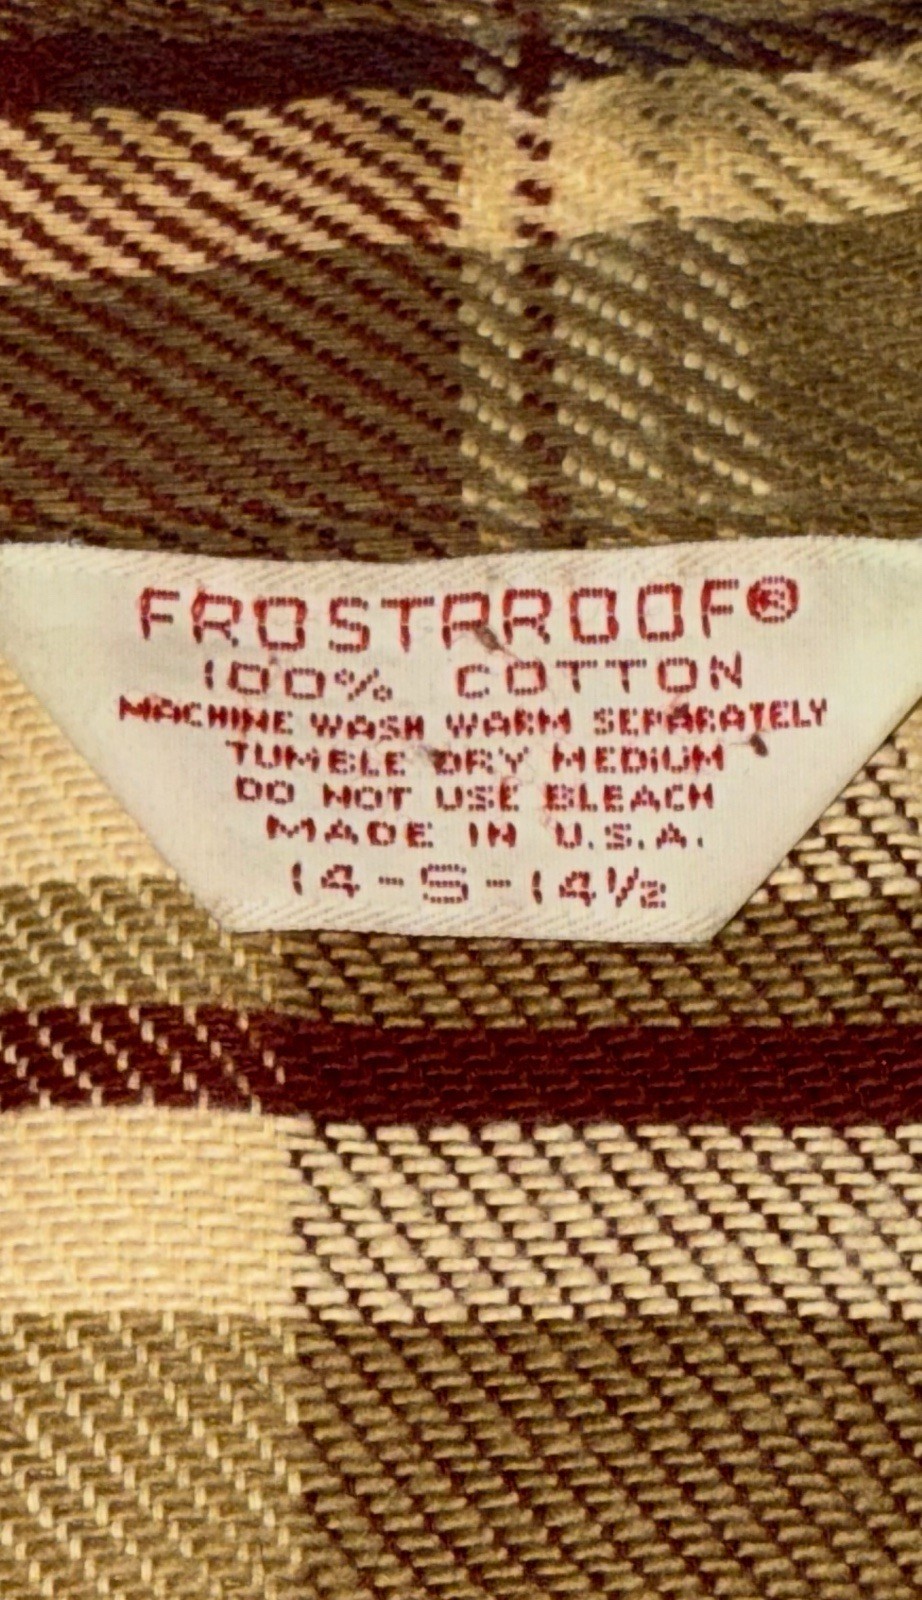 FROSTPROOF®
100% COTTON
MACHINE WASH WARM SEPARATELY
TUMBLE DRY MEDIUM
DO NOT USE BLEACH
MADE IN U.S.A.
14-S-14½